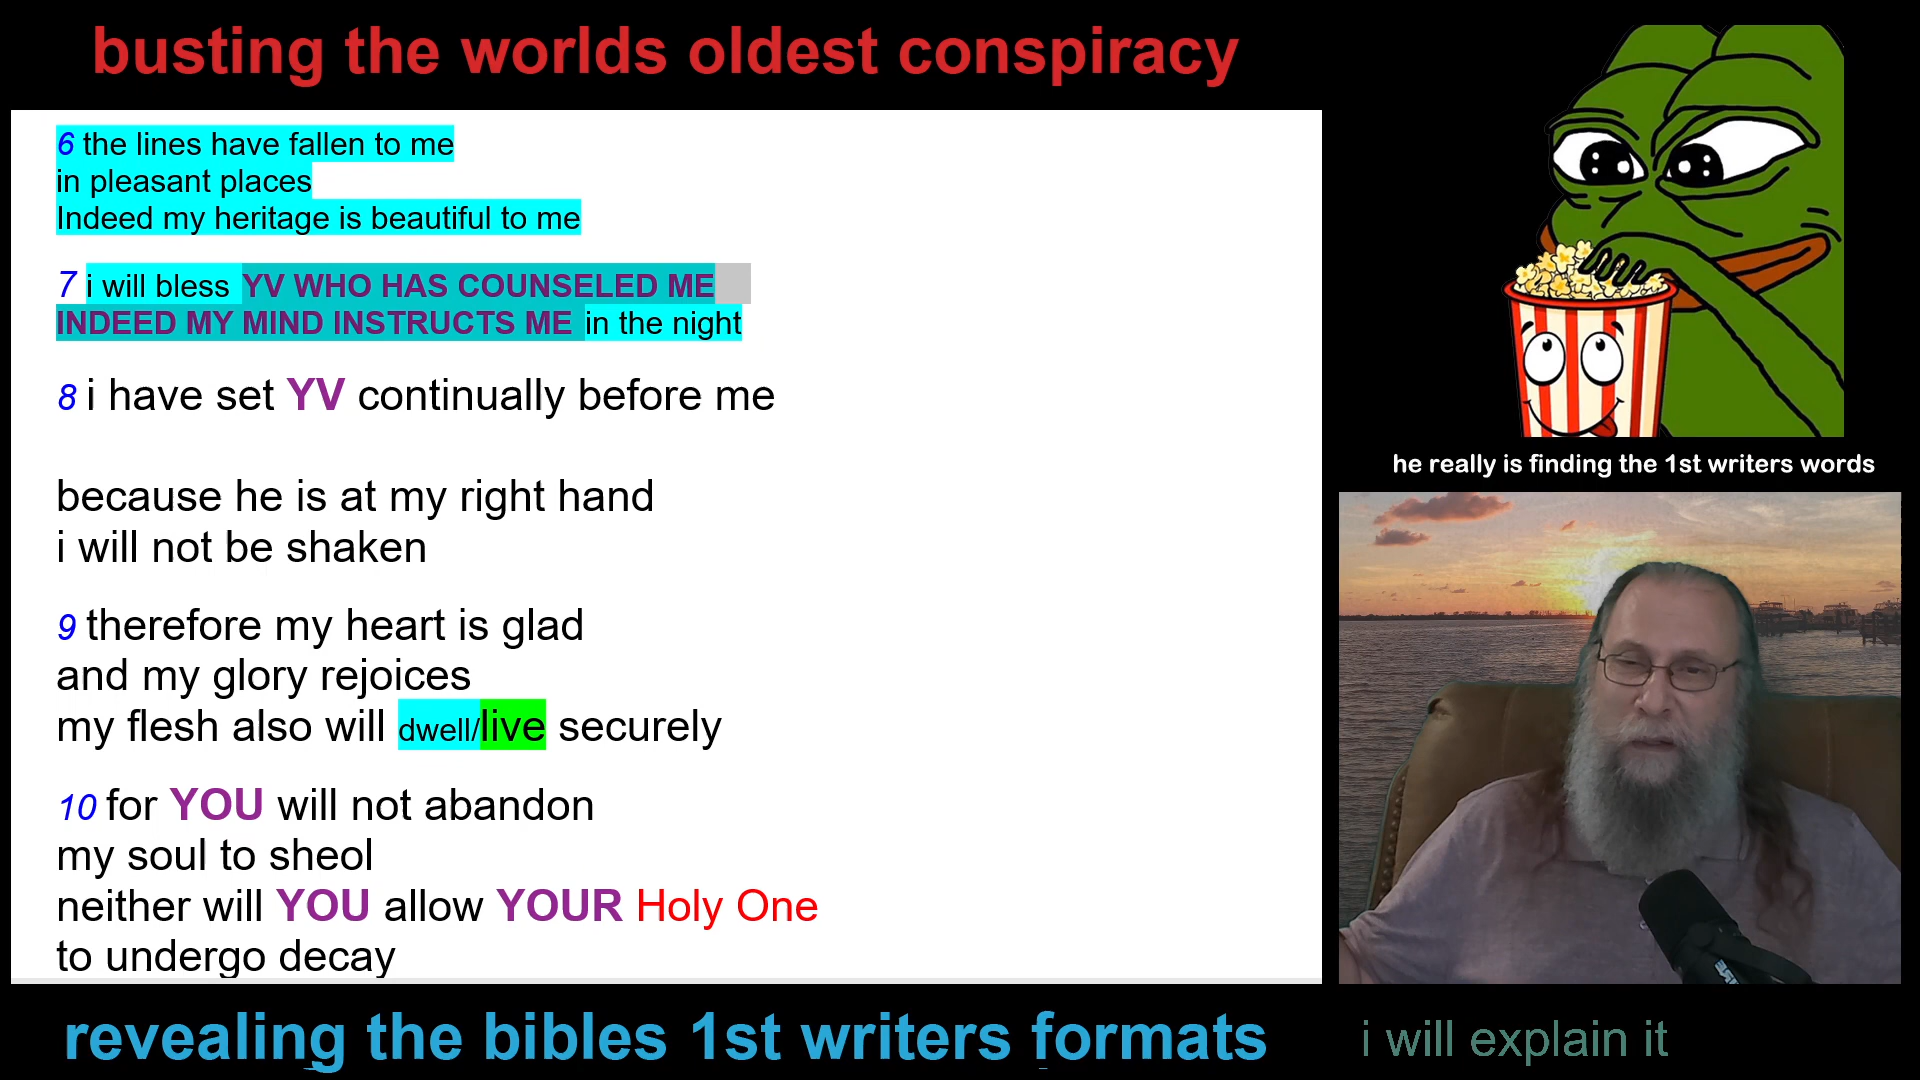 busting the worlds oldest conspiracy
6 the lines have fallen to me
in pleasant places
Indeed my heritage is beautiful to me
7 i will bless YV WHO HAS COUNSELED ME
INDEED MY MIND INSTRUCTS ME in the night
8 i have set YV continually before me
because he is at my right hand
i will not be shaken
9 therefore my heart is glad
and my glory rejoices
my flesh also will dwell/live securely
10 for YOU will not abandon
my soul to sheol
neither will YOU allow YOUR Holy One
to undergo decay
he really is finding the 1st writers words
revealing the bibles 1st writers formats
i will explain it